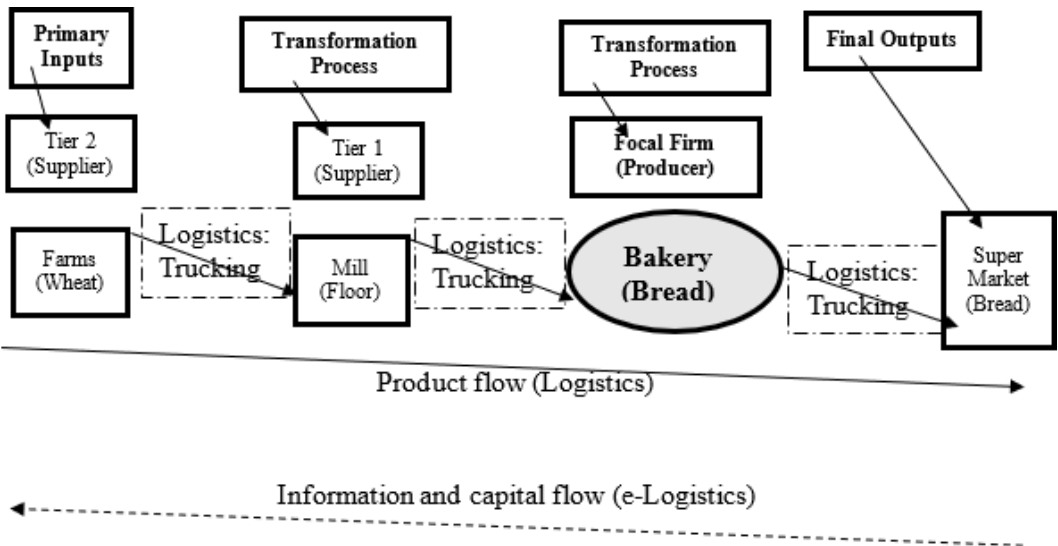 Primary
Inputs
Transformation
Process
Transformation
Process
Final Outputs
Tier 2
(Supplier)
Tier 1
(Supplier)
Focal Firm
(Producer)
Farms
(Wheat)
Logistics:
Trucking
Mill
(Floor)
Logistics:
Trucking
Bakery
(Bread)
Logistics:
Trucking
Super
Market
(Bread)
Product flow (Logistics)
Information and capital flow (e-Logistics)